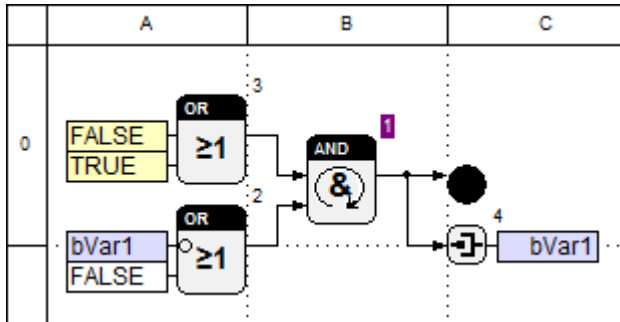 A B C
0
3
OR
FALSE
TRUE
≥1
1
AND
&
2
OR
bVar1
FALSE
≥1
4
bVar1